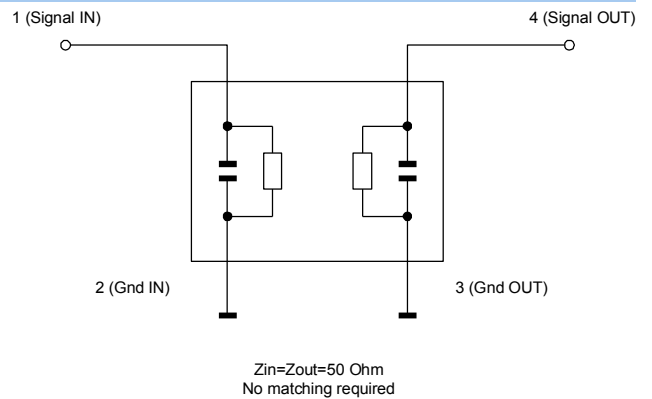 1 (Signal IN)
4 (Signal OUT)
2 (Gnd IN)
3 (Gnd OUT)
Zin=Zout=50 Ohm
No matching required